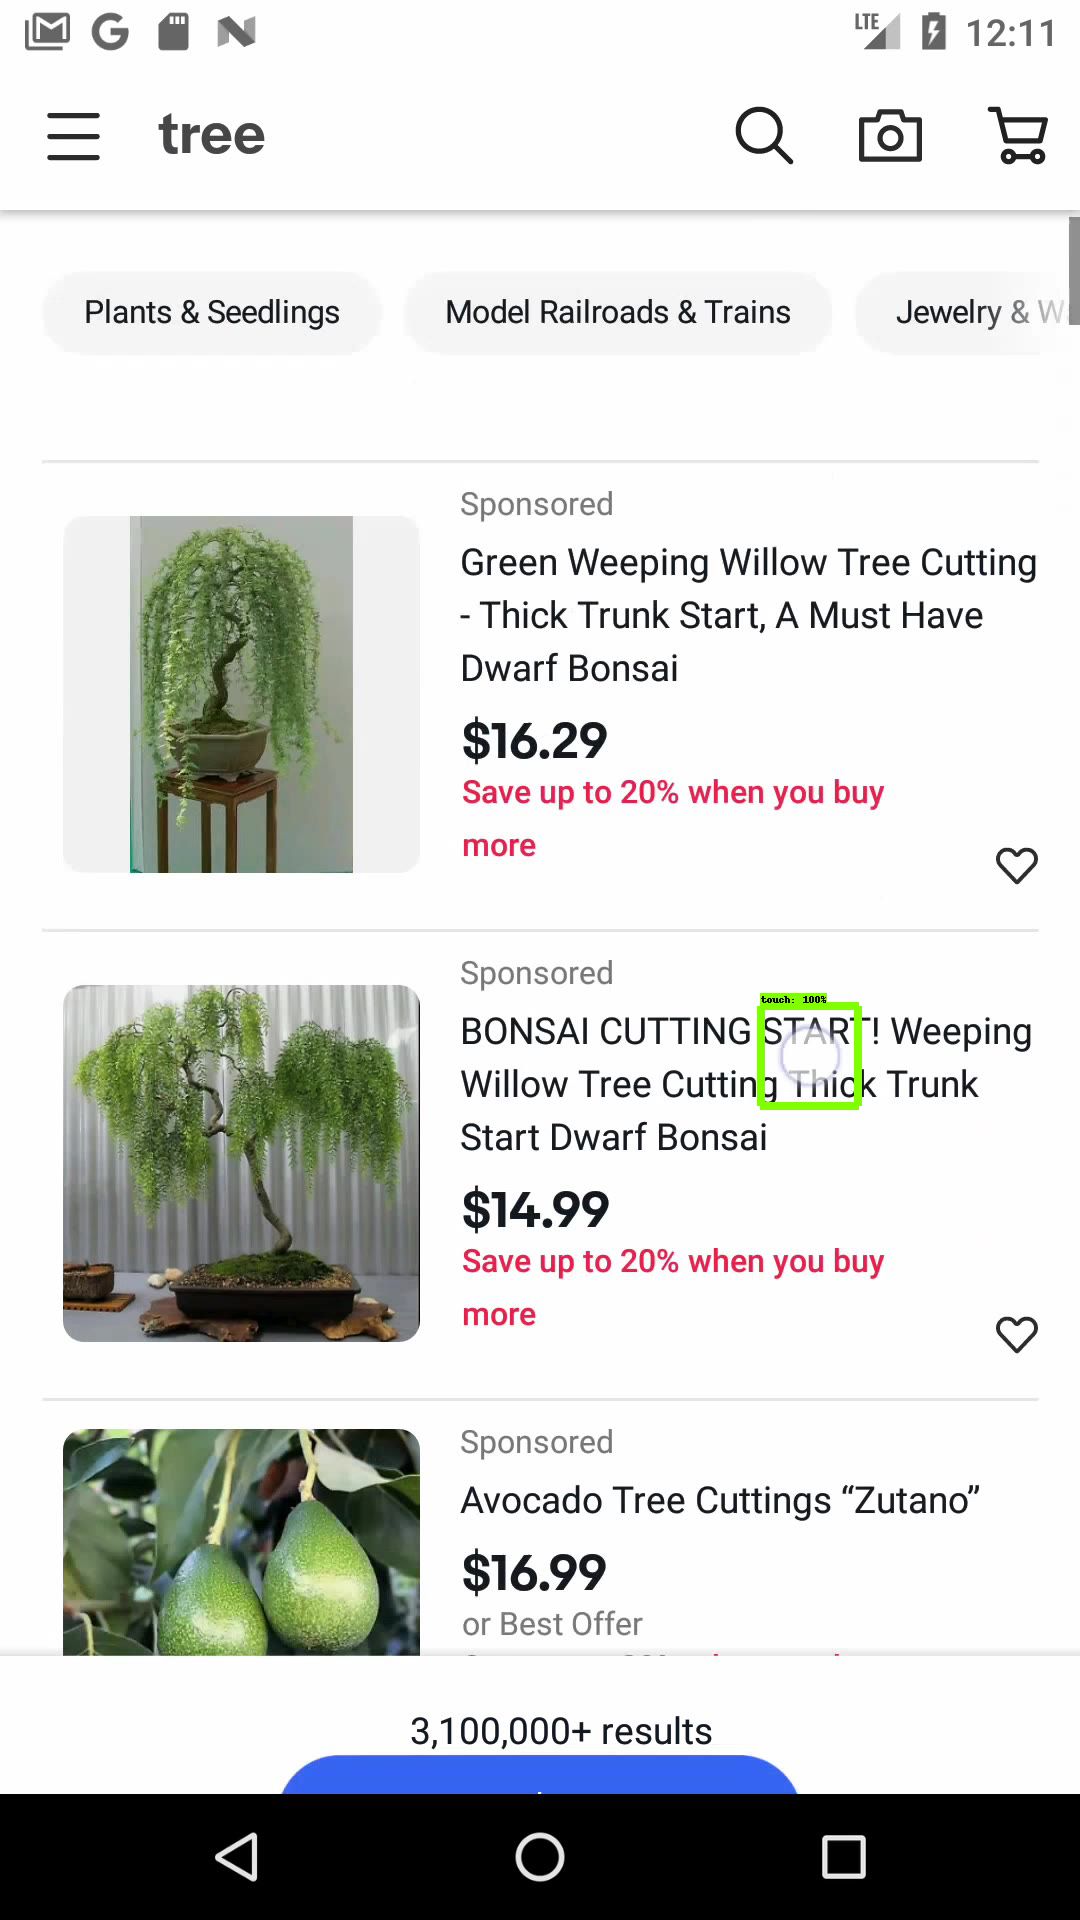 LTE 12:11
tree
Plants & Seedlings
Model Railroads & Trains
Jewelry & W
Sponsored
Green Weeping Willow Tree Cutting
- Thick Trunk Start, A Must Have
Dwarf Bonsai
$16.29
Save up to 20% when you buy
more
Sponsored
touch: 100%
BONSAI CUTTING START! Weeping
Willow Tree Cutting Thick Trunk
Start Dwarf Bonsai
$14.99
Save up to 20% when you buy
more
Sponsored
Avocado Tree Cuttings “Zutano”
$16.99
or Best Offer
3,100,000+ results